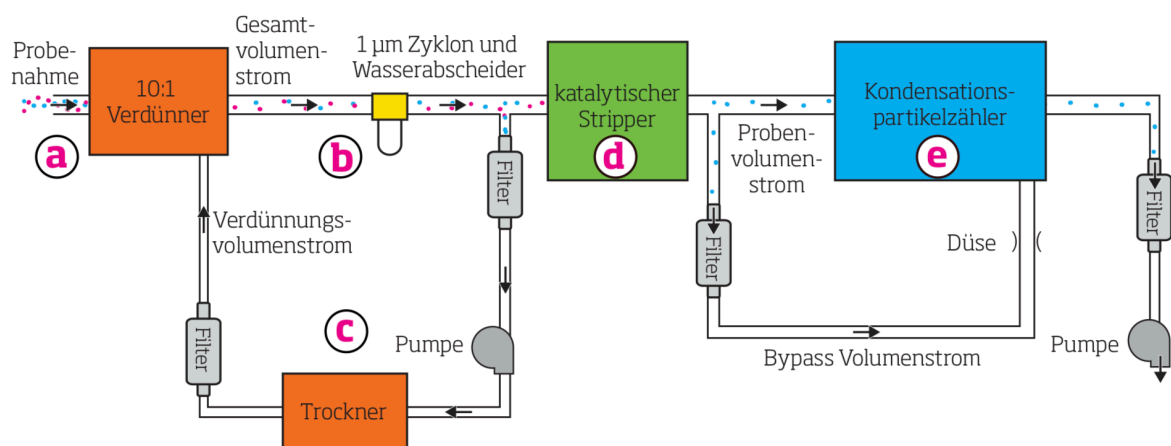 Probe-
nahme
a
10:1
Verdünner
Gesamt-
volumen-
strom
b
1 µm Zyklon und
Wasserabscheider
katalytischer
Stripper
d
Proben-
volumen-
strom
Kondensations-
partikelzähler
e
Filter
Verdünnungs-
volumenstrom
Filter
c
Trockner
Pumpe
Filter
Bypass Volumenstrom
Düse
Filter
Pumpe